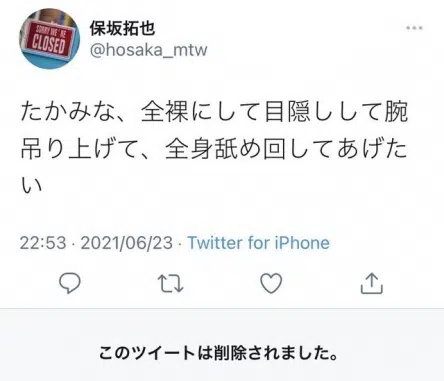 SORRY WE'RE
CLOSED
保坂拓也
@hosaka_mtw
たかみな、全裸にして目隠しして腕
吊り上げて、全身舐め回してあげた
い
22:53 · 2021/06/23 · Twitter for iPhone
このツイートは削除されました。